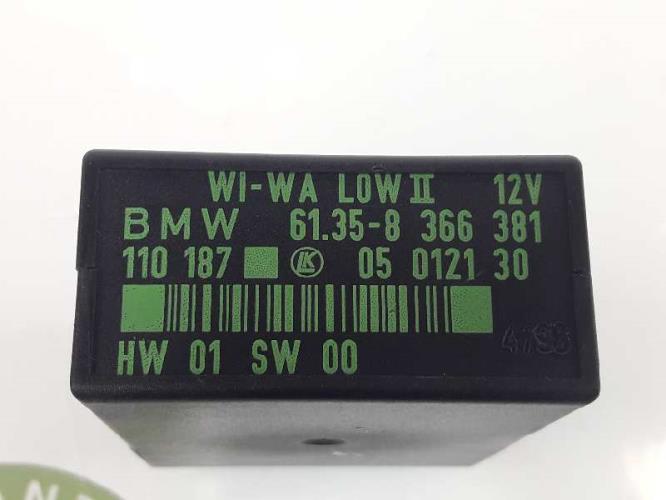 WI-WA LOW II 12V
BMW 61.35-8 366 381
110 187 LK 05 0121 30
HW 01 SW 00